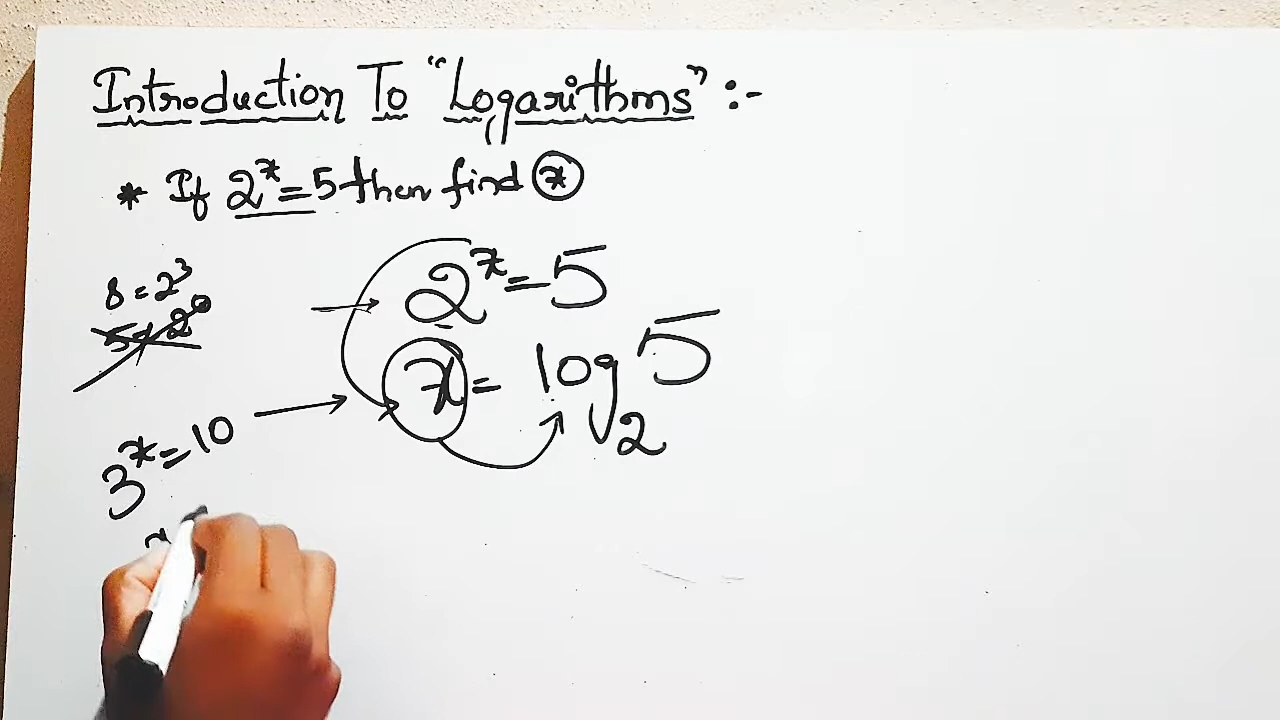 Introduction To "Logarithms" :-
* If 2^x = 5 then find x
8 = 2^3
2^x = 5
x = log_2 5
3^x = 10
x